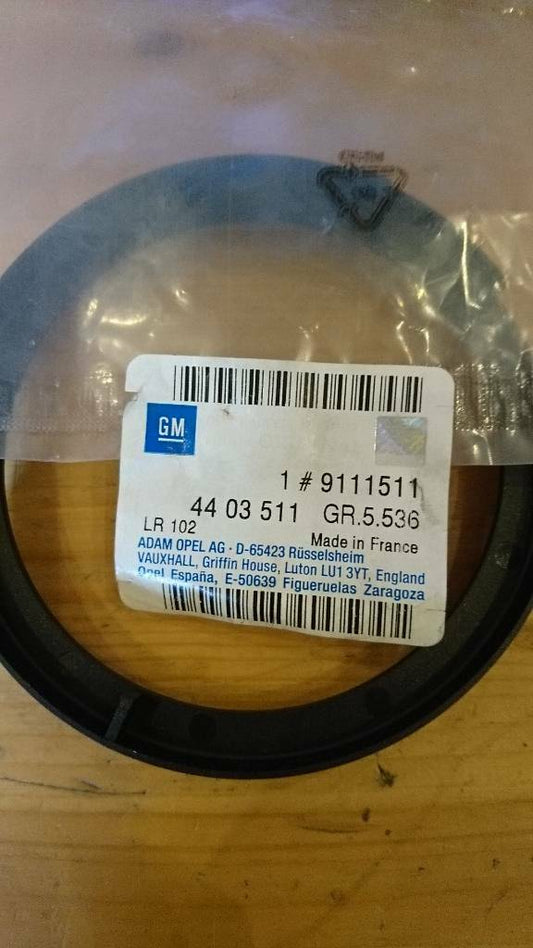 GM
1 # 9111511
44 03 511 GR.5.536
LR 102 Made in France
ADAM OPEL AG · D-65423 Rüsselsheim
VAUXHALL, Griffin House, Luton LU1 3YT, England
Opel España, E-50639 Figueruelas Zaragoza